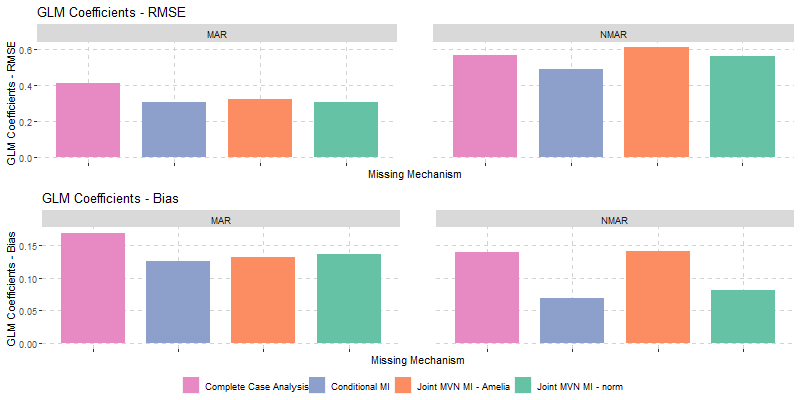 GLM Coefficients - RMSE
MAR
NMAR
GLM Coefficients - RMSE
0.6
0.4
0.2
0.0
Missing Mechanism
GLM Coefficients - Bias
MAR
NMAR
GLM Coefficients - Bias
0.15
0.10
0.05
0.00
Missing Mechanism
Complete Case Analysis Conditional MI Joint MVN MI - Amelia Joint MVN MI - norm